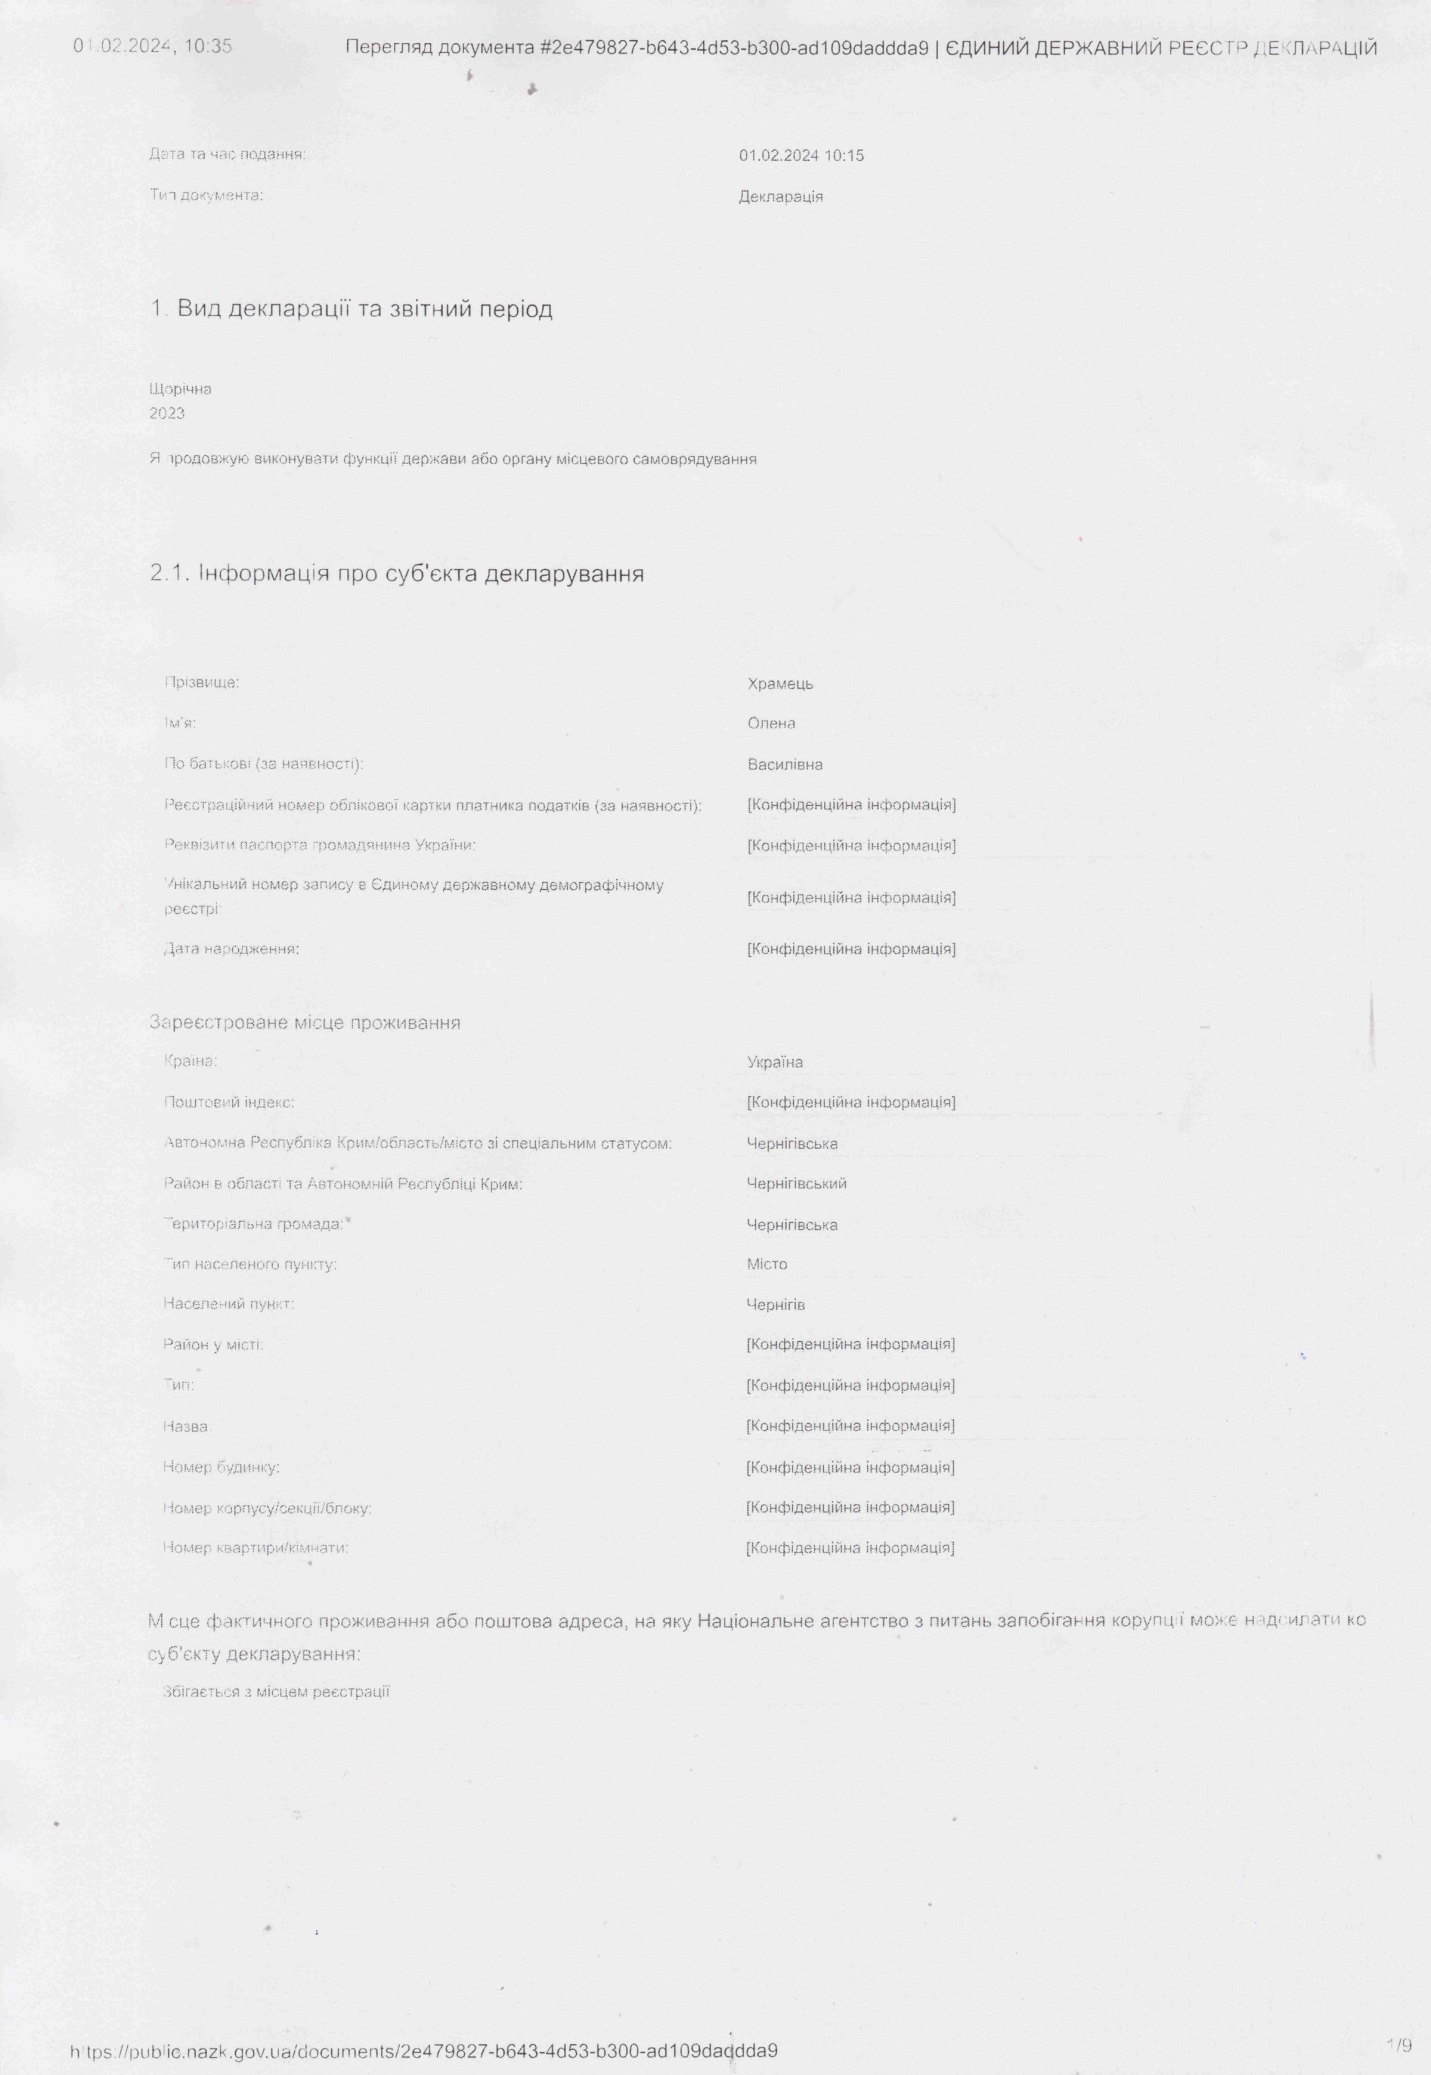 01.02.2024, 10:35 Перегляд документа #2e479827-b643-4d53-b300-ad109daddda9 | ЄДИНИЙ ДЕРЖАВНИЙ РЕЄСТР ДЕКЛАРАЦІЙ
Дата та час подання: 01.02.2024 10:15
Тип документа: Декларація
1. Вид декларації та звітний період
Щорічна
2023
Я продовжую виконувати функції держави або органу місцевого самоврядування
2.1. Інформація про суб'єкта декларування
Прізвище: Храмець
Ім'я: Олена
По батькові (за наявності): Василівна
Реєстраційний номер облікової картки платника податків (за наявності): [Конфіденційна інформація]
Реквізити паспорта громадянина України: [Конфіденційна інформація]
Унікальний номер запису в Єдиному державному демографічному
реєстрі: [Конфіденційна інформація]
Дата народження: [Конфіденційна інформація]
Зареєстроване місце проживання
Країна: Україна
Поштовий індекс: [Конфіденційна інформація]
Автономна Республіка Крим/область/місто зі спеціальним статусом: Чернігівська
Район в області та Автономній Республіці Крим: Чернігівський
Територіальна громада: Чернігівська
Тип населеного пункту: Місто
Населений пункт: Чернігів
Район у місті: [Конфіденційна інформація]
Тип: [Конфіденційна інформація]
Назва: [Конфіденційна інформація]
Номер будинку: [Конфіденційна інформація]
Номер корпусу/секції/блоку: [Конфіденційна інформація]
Номер квартири/кімнати: [Конфіденційна інформація]
Місце фактичного проживання або поштова адреса, на яку Національне агентство з питань запобігання корупції може надсилати ко
суб'єкту декларування:
Збігається з місцем реєстрації
https://public.nazk.gov.ua/documents/2e479827-b643-4d53-b300-ad109daddda9 1/9